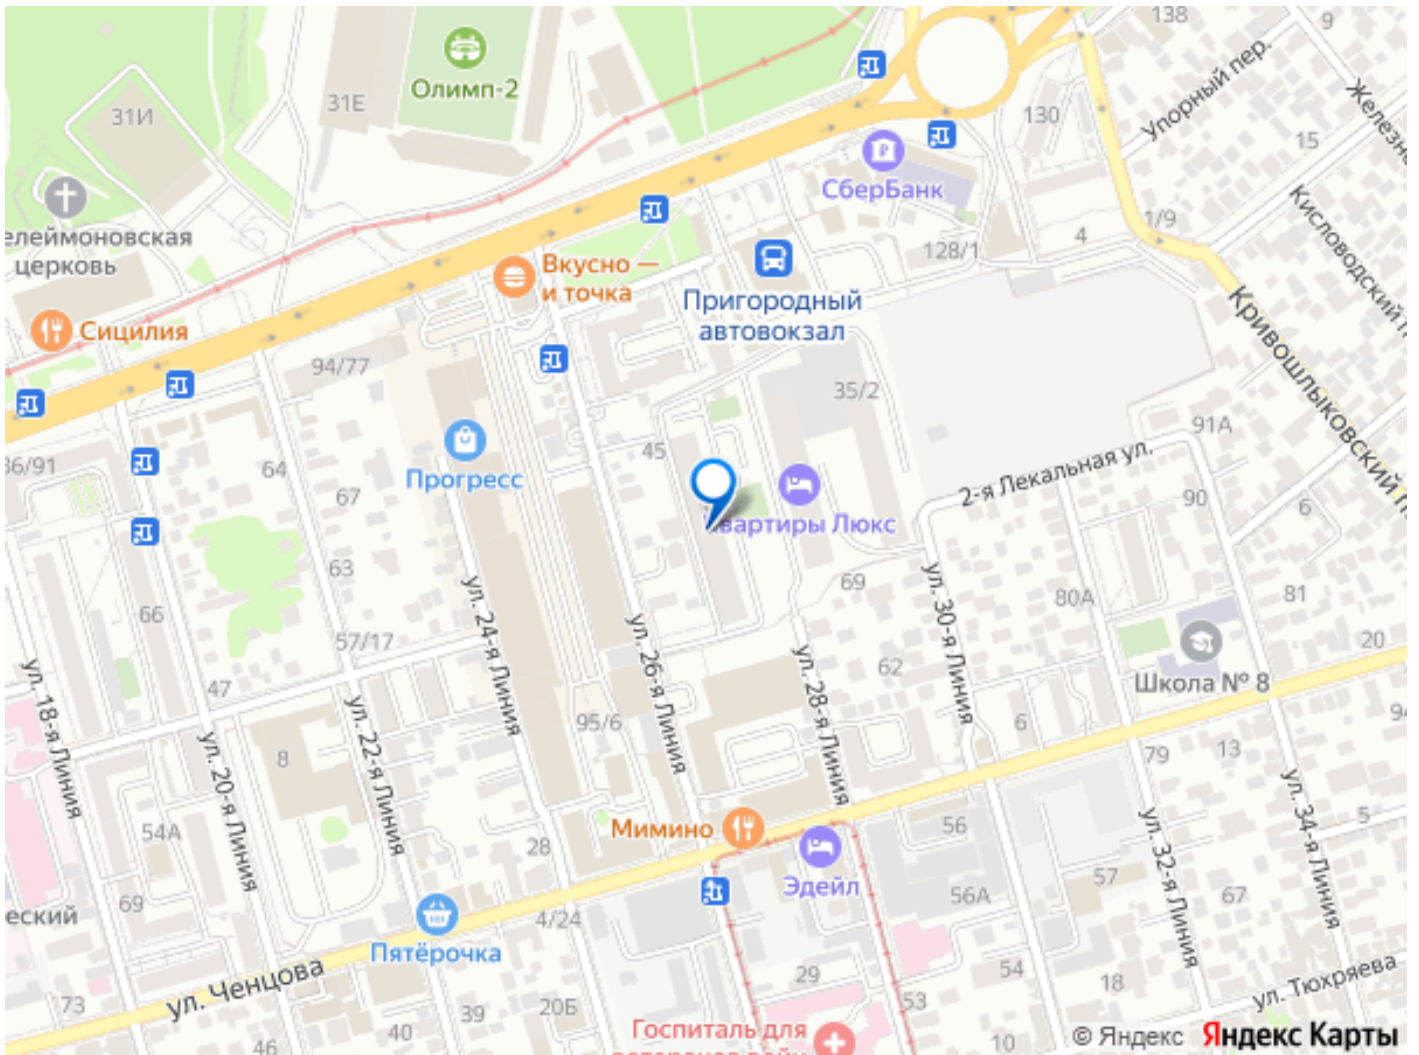 138
9
31И
31Е
Олимп-2
130
Упорный пер.
15
СберБанк
елеймоновская
церковь
1/9
4
128/1
Кисловодский п
Вкусно —
и точка
Пригородный
автовокзал
Сицилия
94/77
Кривошлыковский п
35/2
36/91
64
67
Прогресс
45
91А
2-я Лекальная ул.
90
6
Квартиры Люкс
63
69
66
57/17
80А
81
20
62
Школа № 8
47
6
ул. 18-я Линия
ул. 20-я Линия
ул. 22-я Линия
ул. 24-я Линия
ул. 26-я Линия
ул. 28-я Линия
ул. 30-я Линия
ул. 32-я Линия
ул. 34-я Линия
8
95/6
79
13
94
54А
28
Мимино
56
5
Эдейл
56А
57
67
69
еский
4/24
Пятёрочка
ул. Ченцова
29
54
18
ул. Тюхряева
73
39
20Б
53
46
40
10
Госпиталь для
ветеранов войн
© Яндекс Яндекс Карты